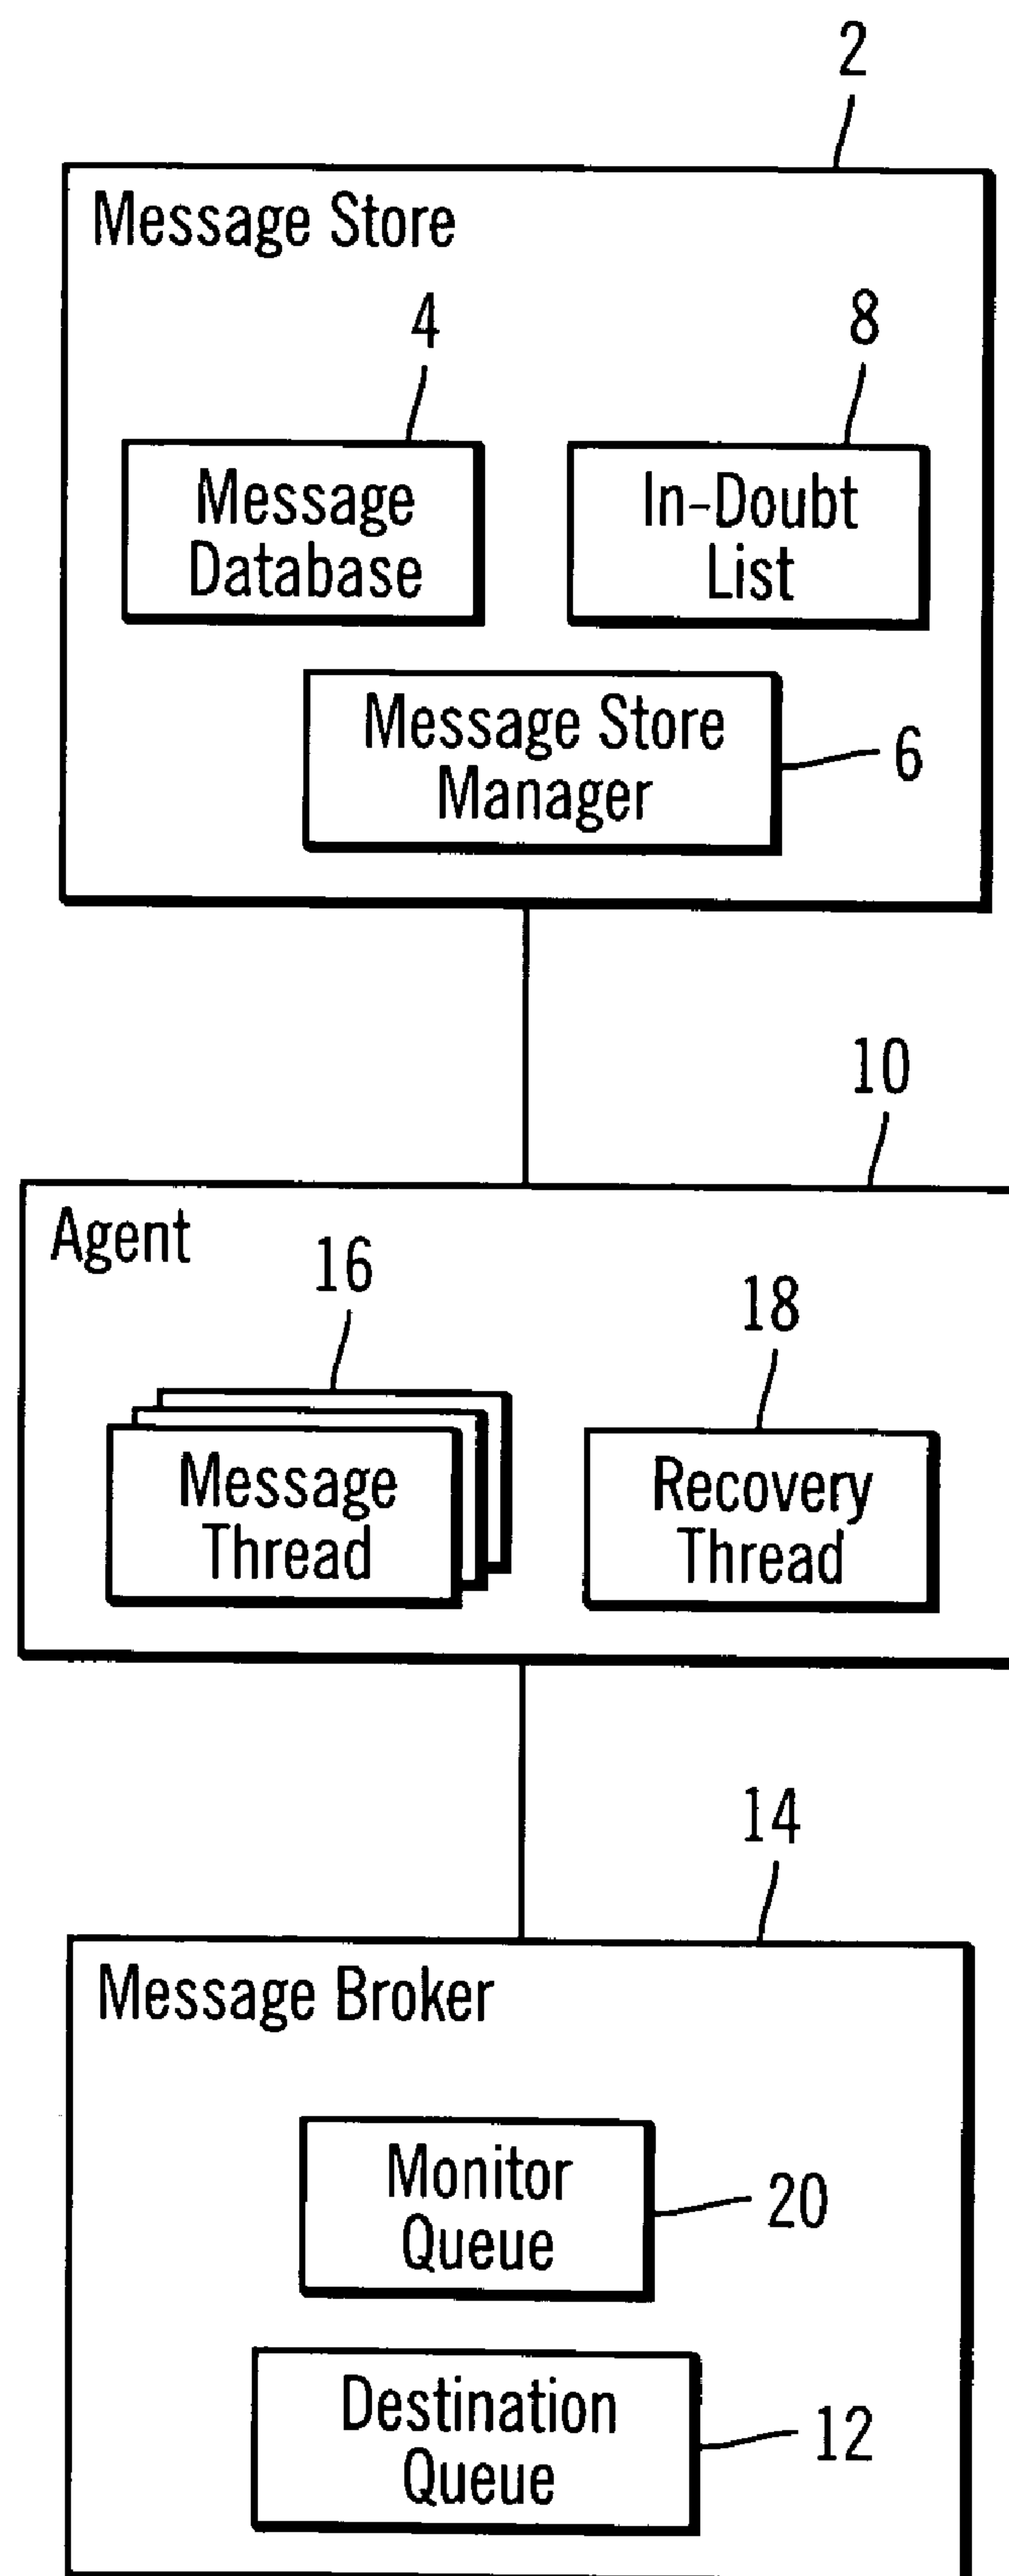 2
Message Store
4
8
Message
Database
In-Doubt
List
Message Store
Manager
6
10
Agent
16
18
Message
Thread
Recovery
Thread
14
Message Broker
Monitor
Queue
20
Destination
Queue
12